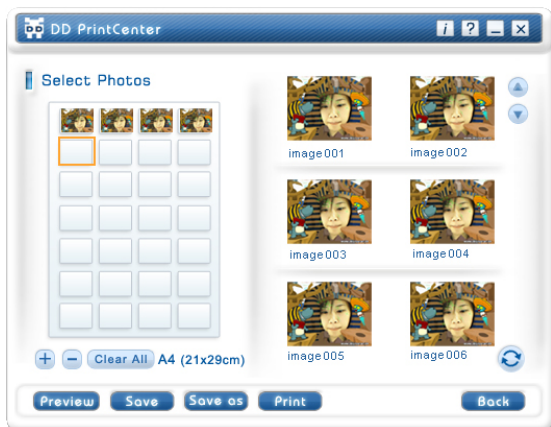 DD PrintCenter
Select Photos
image001
image002
image003
image004
image005
image006
+ - Clear All A4 (21x29cm)
Preview Save Save as Print Back